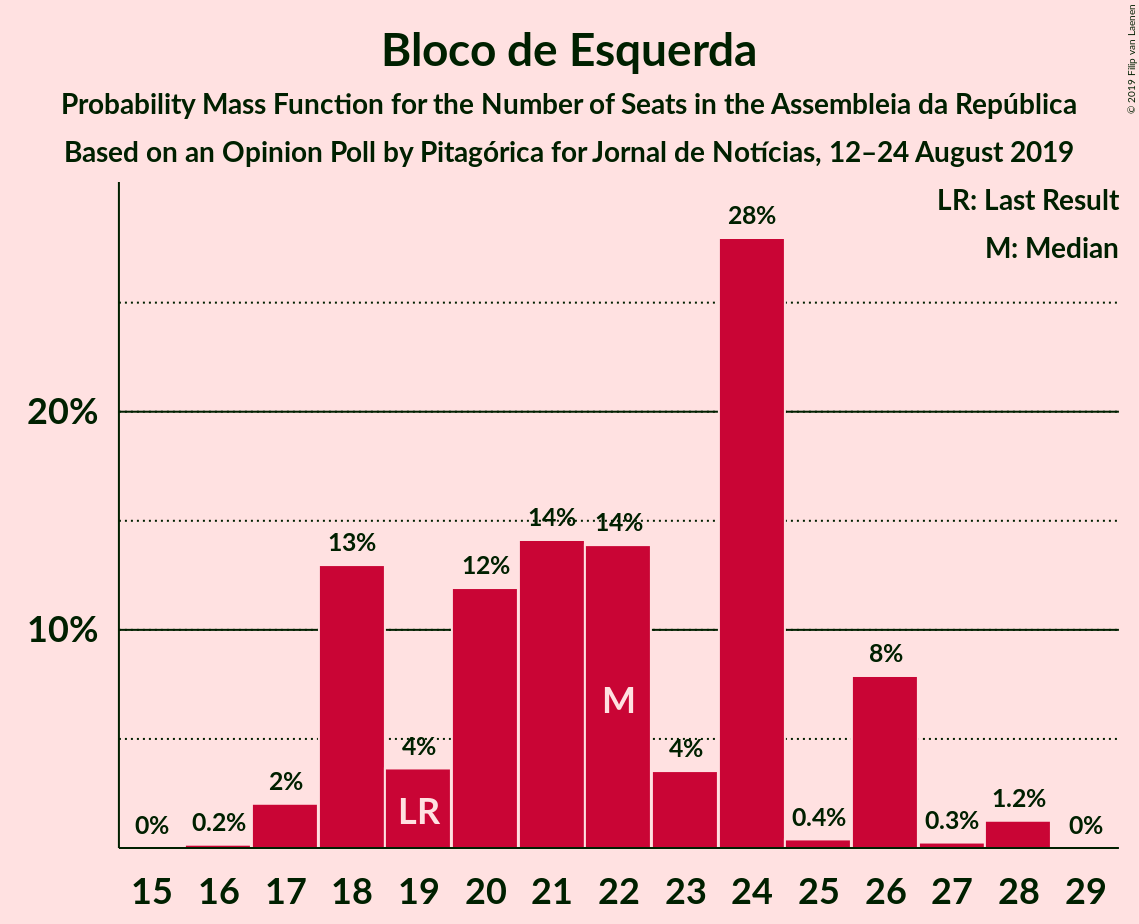 Bloco de Esquerda
Probability Mass Function for the Number of Seats in the Assembleia da República
Based on an Opinion Poll by Pitagórica for Jornal de Notícias, 12–24 August 2019
© 2019 Filip van Laenen
LR: Last Result
M: Median
28%
20%
14%
14%
13%
12%
10%
8%
M
4%
4%
2%
LR
1.2%
0%
0.2%
0.4%
0.3%
0%
15 16 17 18 19 20 21 22 23 24 25 26 27 28 29